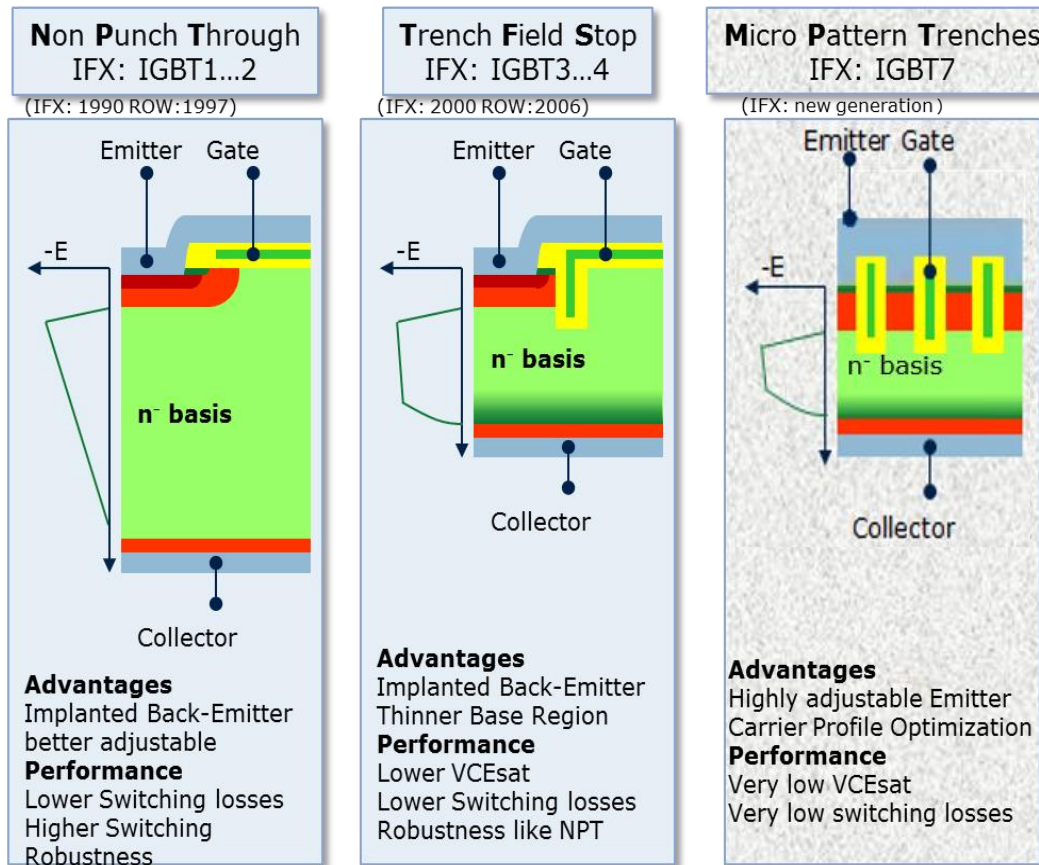 Non Punch Through
IFX: IGBT1...2
(IFX: 1990 ROW:1997)
Emitter Gate
-E
n⁻ basis
Collector
Advantages
Implanted Back-Emitter
better adjustable
Performance
Lower Switching losses
Higher Switching
Robustness
Trench Field Stop
IFX: IGBT3...4
(IFX: 2000 ROW:2006)
Emitter Gate
-E
n⁻ basis
Collector
Advantages
Implanted Back-Emitter
Thinner Base Region
Performance
Lower VCEsat
Lower Switching losses
Robustness like NPT
Micro Pattern Trenches
IFX: IGBT7
(IFX: new generation)
Emitter Gate
-E
n⁻ basis
Collector
Advantages
Highly adjustable Emitter
Carrier Profile Optimization
Performance
Very low VCEsat
Very low switching losses